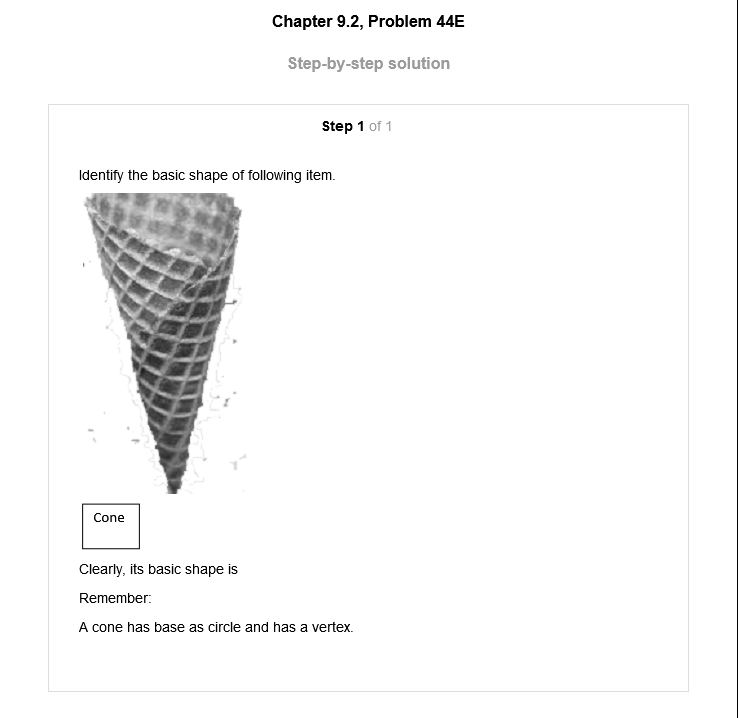 Chapter 9.2, Problem 44E
Step-by-step solution
Step 1 of 1
Identify the basic shape of following item.
Cone
Clearly, its basic shape is
Remember:
A cone has base as circle and has a vertex.